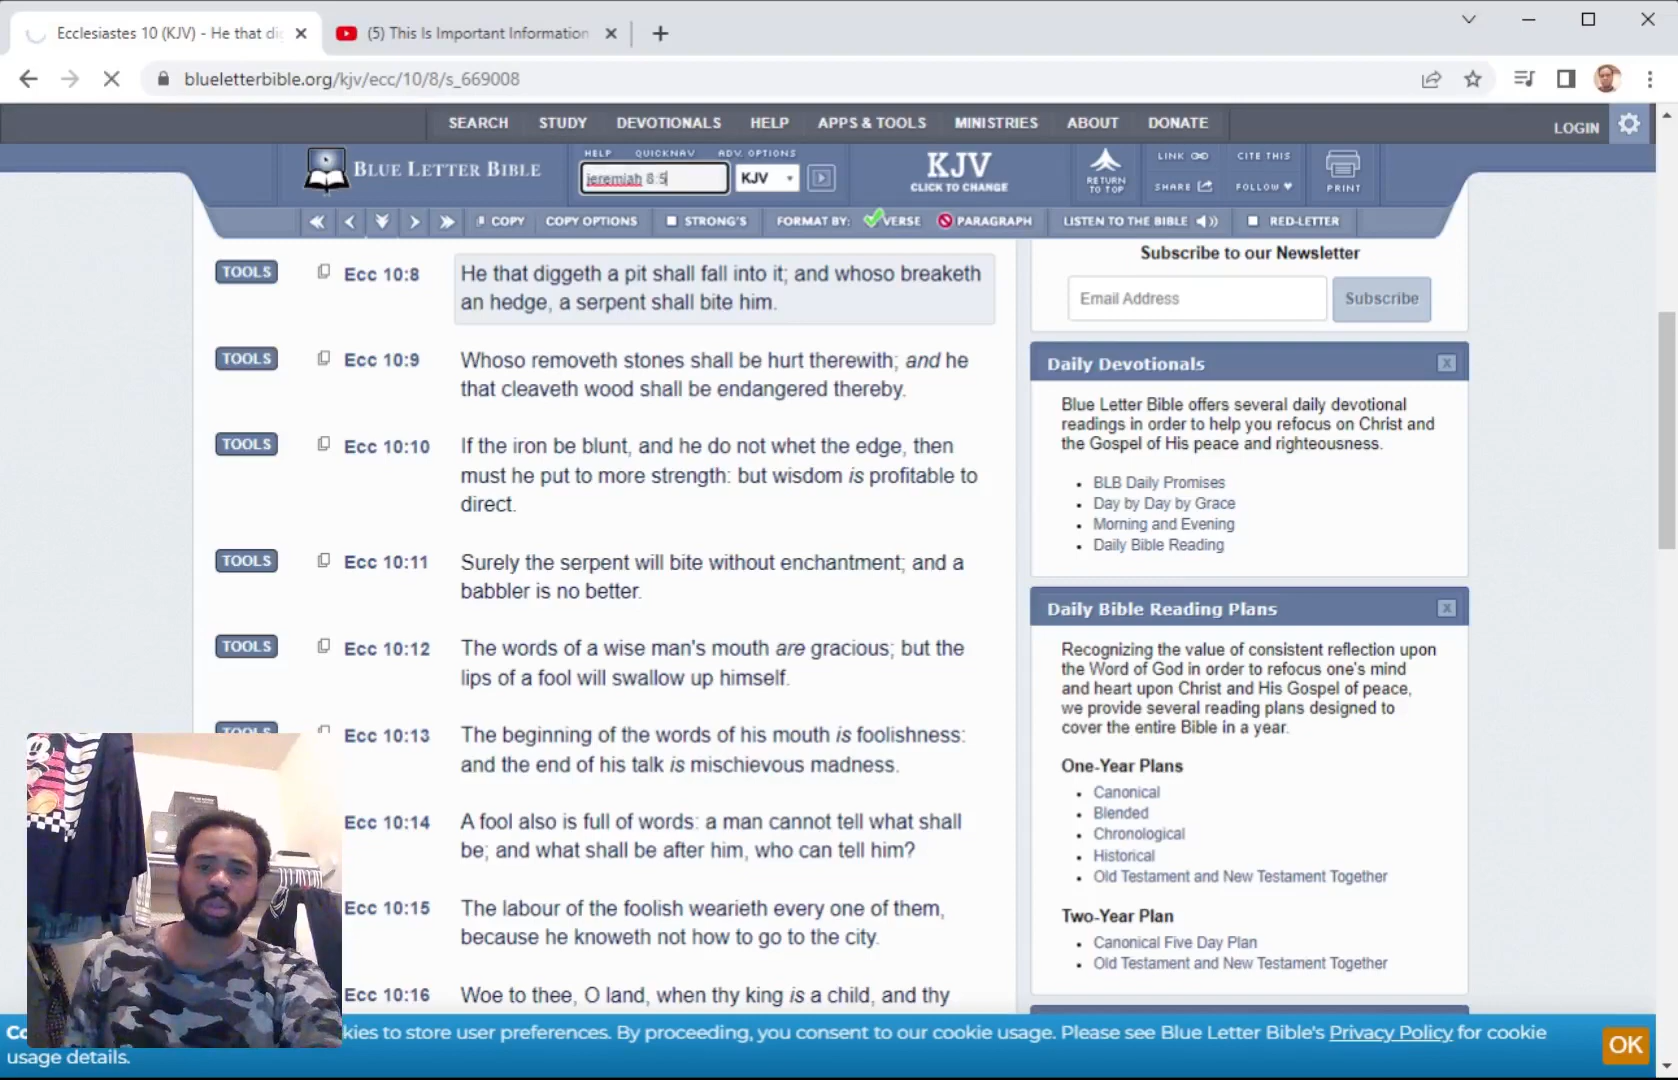 Ecclesiastes 10 (KJV) - He that dig
(5) This Is Important Information
blueletterbible.org/kjv/ecc/10/8/s_669008
SEARCH STUDY DEVOTIONALS HELP APPS & TOOLS MINISTRIES ABOUT DONATE LOGIN
BLUE LETTER BIBLE
HELP QUICKNAV ADV. OPTIONS
jeremiah 8:5 KJV
KJV
CLICK TO CHANGE
RETURN
TO TOP
LINK CITE THIS
SHARE FOLLOW
PRINT
COPY COPY OPTIONS STRONG'S FORMAT BY: VERSE PARAGRAPH LISTEN TO THE BIBLE RED-LETTER
TOOLS Ecc 10:8 He that diggeth a pit shall fall into it; and whoso breaketh
an hedge, a serpent shall bite him.
TOOLS Ecc 10:9 Whoso removeth stones shall be hurt therewith; and he
that cleaveth wood shall be endangered thereby.
TOOLS Ecc 10:10 If the iron be blunt, and he do not whet the edge, then
must he put to more strength: but wisdom is profitable to
direct.
TOOLS Ecc 10:11 Surely the serpent will bite without enchantment; and a
babbler is no better.
TOOLS Ecc 10:12 The words of a wise man's mouth are gracious; but the
lips of a fool will swallow up himself.
TOOLS Ecc 10:13 The beginning of the words of his mouth is foolishness:
and the end of his talk is mischievous madness.
Ecc 10:14 A fool also is full of words: a man cannot tell what shall
be; and what shall be after him, who can tell him?
Ecc 10:15 The labour of the foolish wearieth every one of them,
because he knoweth not how to go to the city.
Ecc 10:16 Woe to thee, O land, when thy king is a child, and thy
Subscribe to our Newsletter
Email Address Subscribe
Daily Devotionals X
Blue Letter Bible offers several daily devotional
readings in order to help you refocus on Christ and
the Gospel of His peace and righteousness.
BLB Daily Promises
Day by Day by Grace
Morning and Evening
Daily Bible Reading
Daily Bible Reading Plans X
Recognizing the value of consistent reflection upon
the Word of God in order to refocus one's mind
and heart upon Christ and His Gospel of peace,
we provide several reading plans designed to
cover the entire Bible in a year.
One-Year Plans
Canonical
Blended
Chronological
Historical
Old Testament and New Testament Together
Two-Year Plan
Canonical Five Day Plan
Old Testament and New Testament Together
Co kies to store user preferences. By proceeding, you consent to our cookie usage. Please see Blue Letter Bible's Privacy Policy for cookie
usage details.
OK